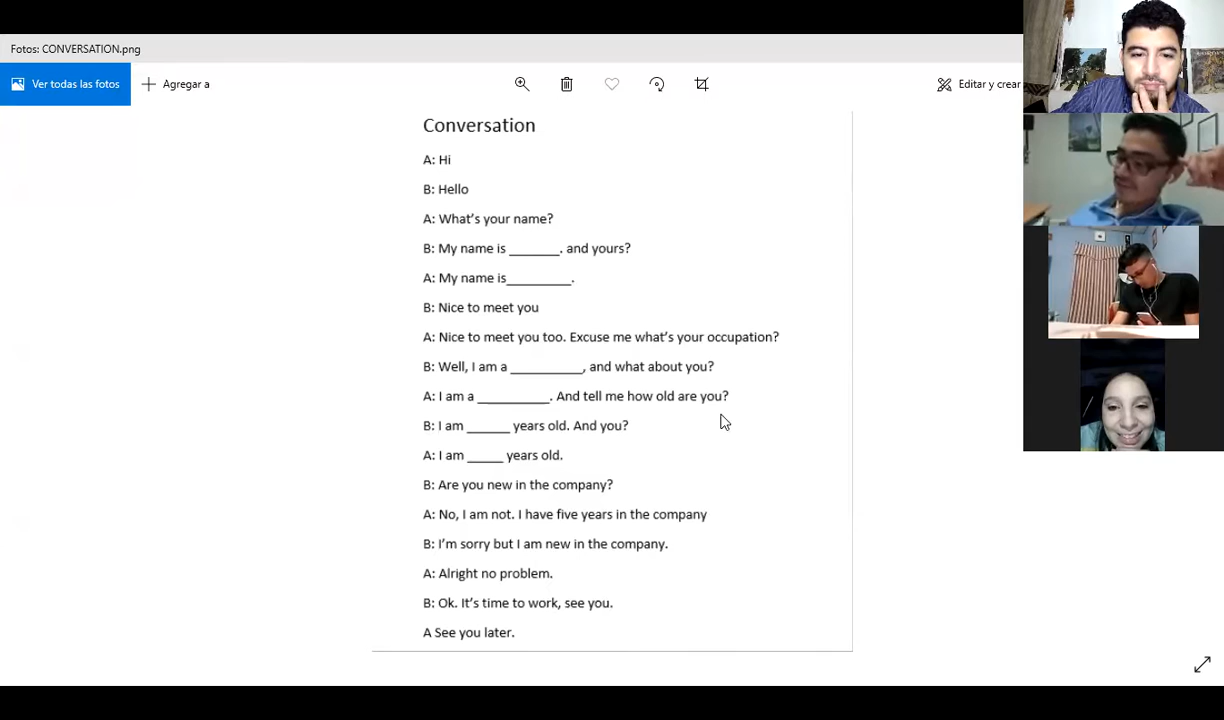 Fotos: CONVERSATION.png
Ver todas las fotos
Agregar a
Editar y crear
Conversation
A: Hi
B: Hello
A: What's your name?
B: My name is _______. and yours?
A: My name is_________.
B: Nice to meet you
A: Nice to meet you too. Excuse me what's your occupation?
B: Well, I am a __________, and what about you?
A: I am a __________. And tell me how old are you?
B: I am ______ years old. And you?
A: I am _____ years old.
B: Are you new in the company?
A: No, I am not. I have five years in the company
B: I'm sorry but I am new in the company.
A: Alright no problem.
B: Ok. It's time to work, see you.
A See you later.